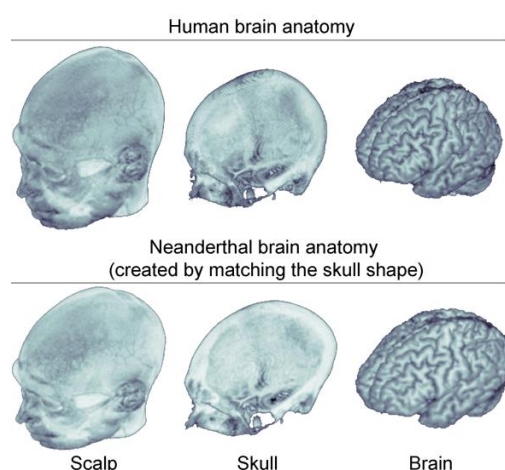 Human brain anatomy
Neanderthal brain anatomy
(created by matching the skull shape)
Scalp
Skull
Brain